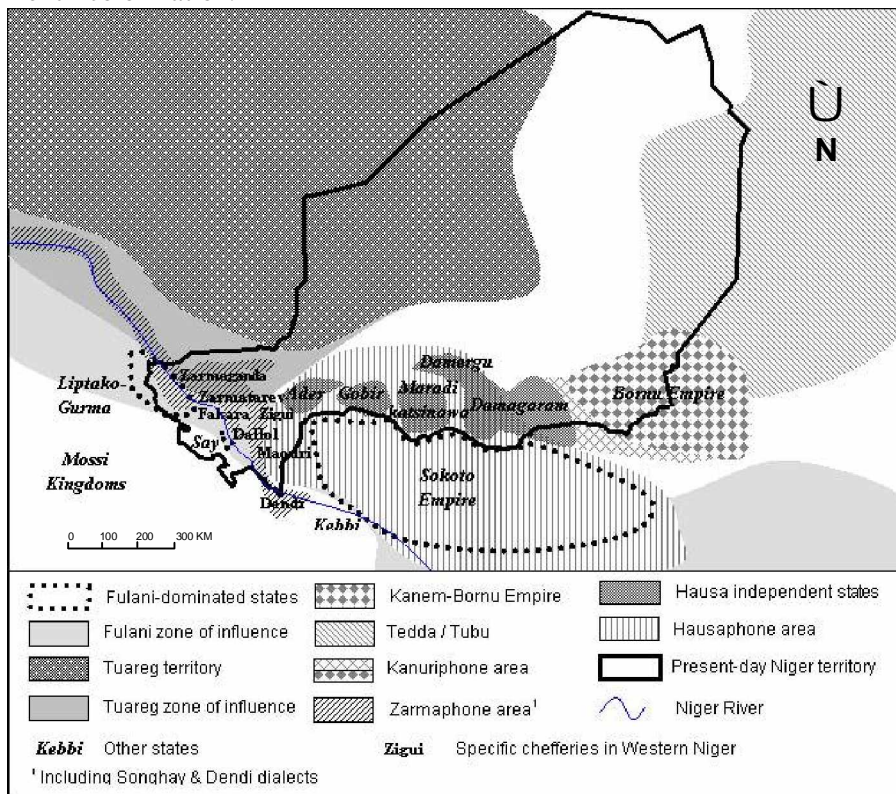 Ù
N
Zarmaganda
Damergu
Liptako-
Gurma
Zarmatarey
Ader
Gobir
Maradi
Bornu Empire
Fakara
Zigui
katsinawa
Damagaram
Say
Dallol
Maouri
Mossi
Kingdoms
Sokoto
Empire
Dendi
Kebbi
0 100 200 300 KM
Fulani-dominated states
Kanem-Bornu Empire
Hausa independent states
Fulani zone of influence
Tedda / Tubu
Hausaphone area
Tuareg territory
Kanuriphone area
Present-day Niger territory
Tuareg zone of influence
Zarmaphone area¹
Niger River
Kebbi Other states
Zigui Specific chefferies in Western Niger
¹ Including Songhay & Dendi dialects